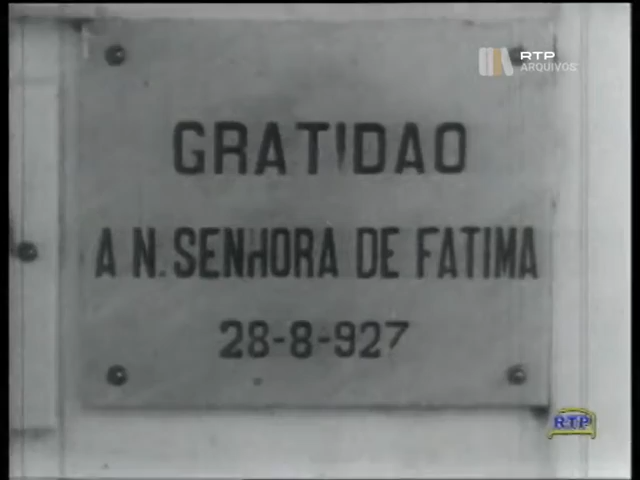 RTP
ARQUIVOS
GRATIDAO
A N. SENHORA DE FATIMA
28-8-927
RTP